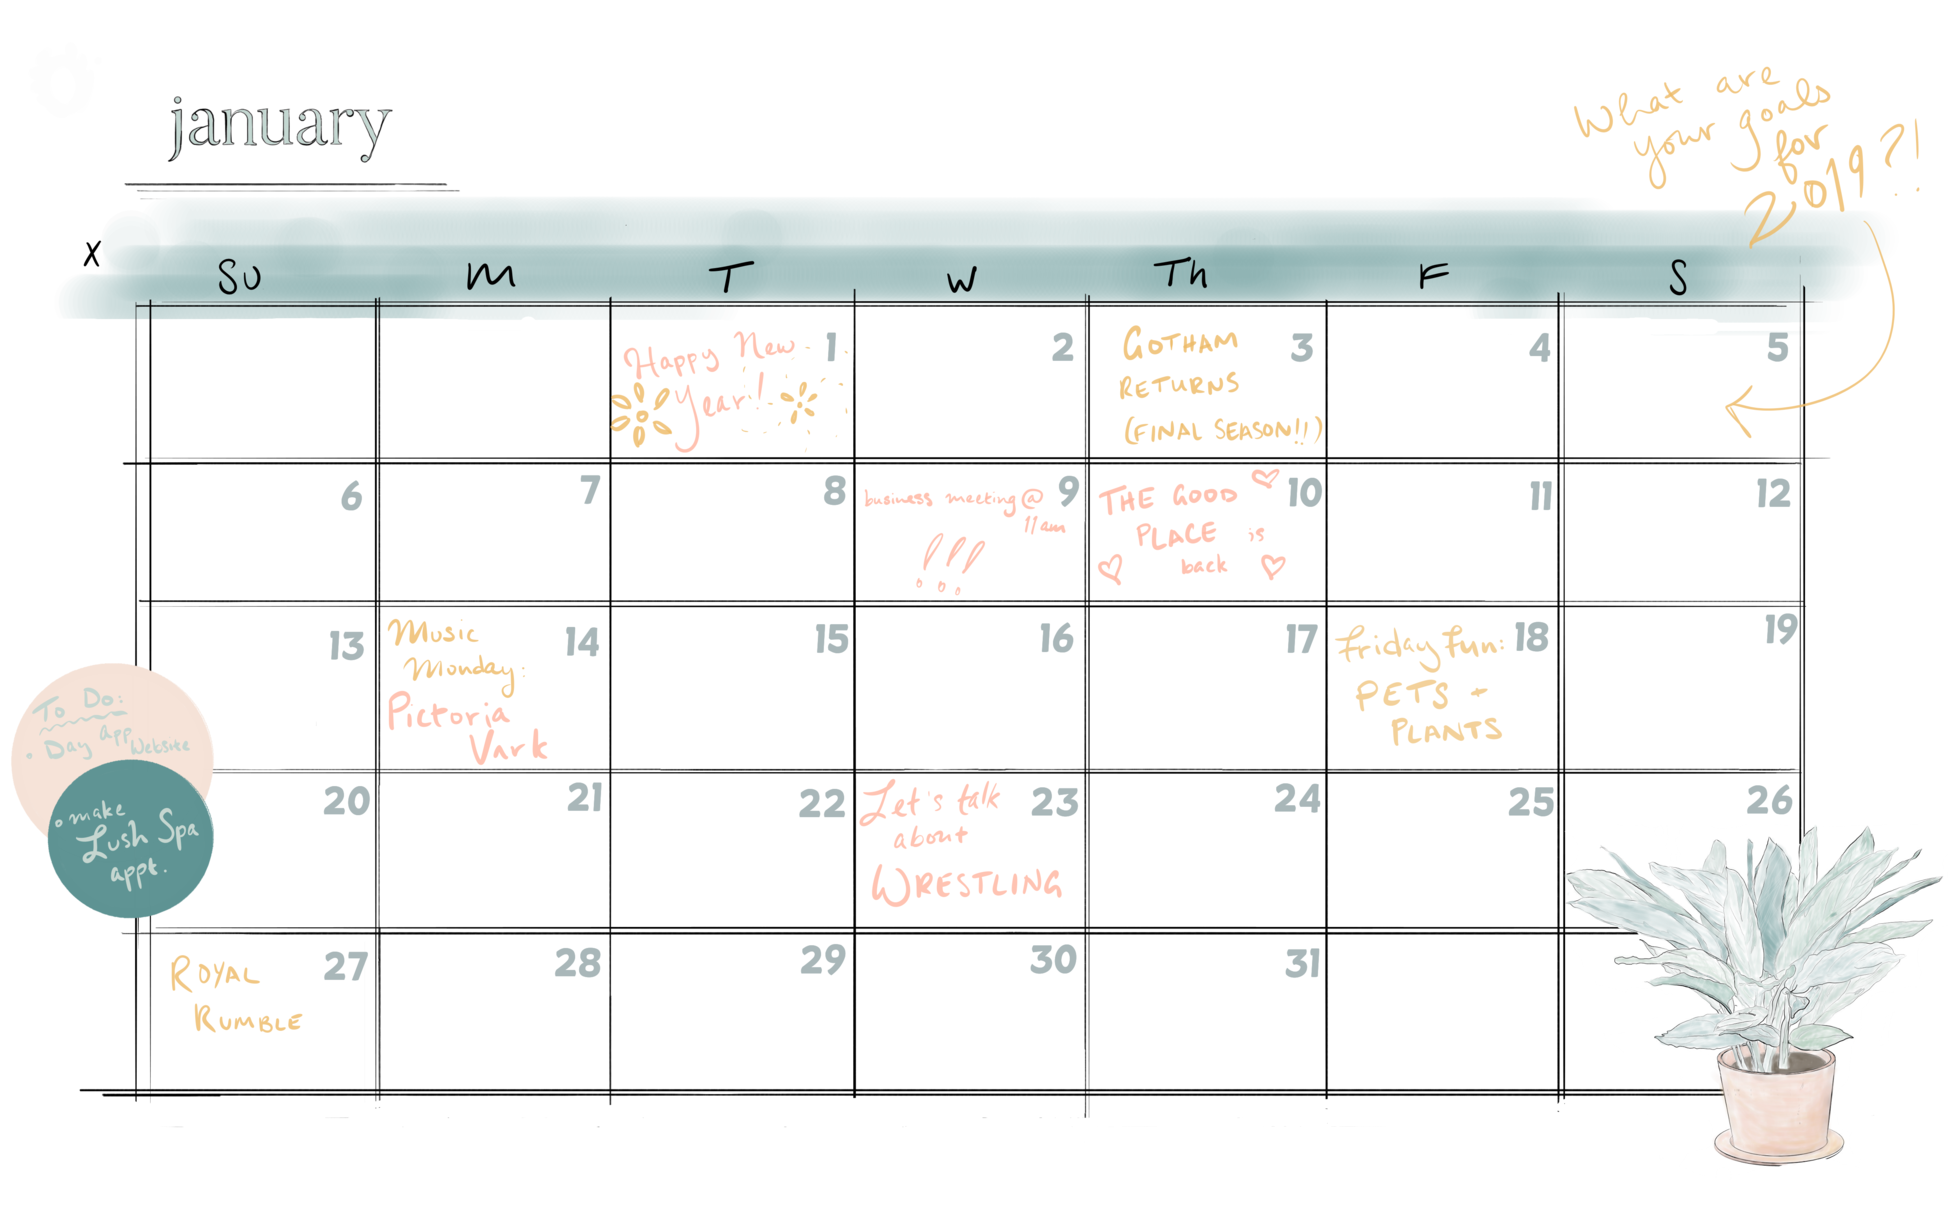 january
What are
your goals
for
2019?!
X
SU M T W Th F S
Happy New 1
Year!
2
GOTHAM 3
RETURNS
(FINAL SEASON!!)
4
5
6
7
8
business meeting @ 9
11am
!!!
THE GOOD 10
PLACE is
back
11
12
13
Music 14
Monday:
Pictoria
Vark
15
16
17
Friday Fun: 18
PETS +
PLANTS
19
To Do:
• Day app
Website
• make
Lush Spa
appt.
20
21
22
Let's talk 23
about
WRESTLING
24
25
26
ROYAL 27
RUMBLE
28
29
30
31